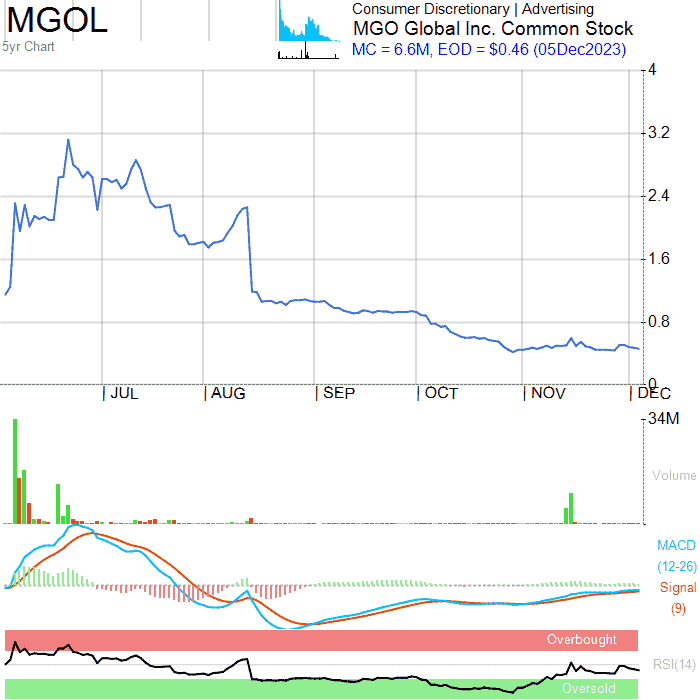 MGOL
5yr Chart
Consumer Discretionary | Advertising
MGO Global Inc. Common Stock
MC = 6.6M, EOD = $0.46 (05Dec2023)
4
3.2
2.4
1.6
0.8
0
| JUL | AUG | SEP | OCT | NOV | DEC
34M
Volume
MACD
(12-26)
Signal
(9)
Overbought
RSI(14)
Oversold